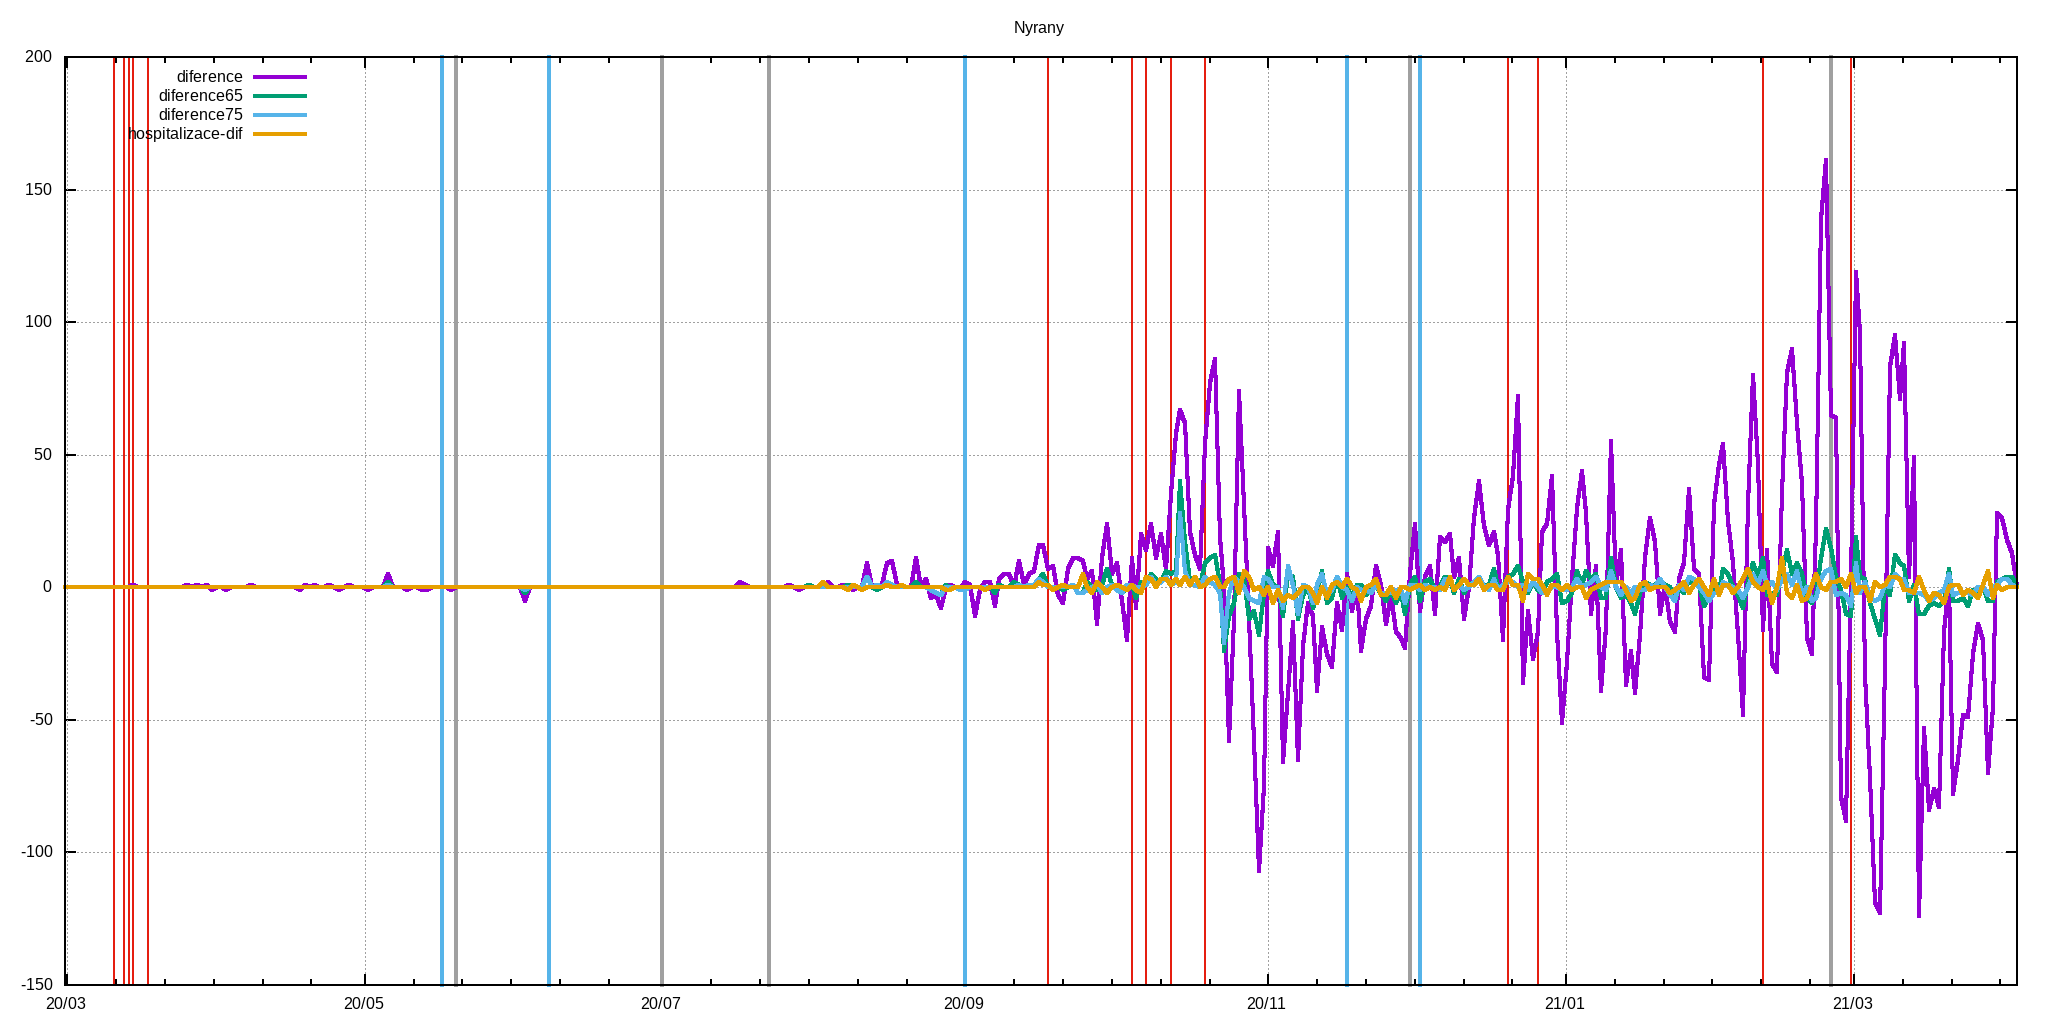 Nyrany
200
diference
diference65
diference75
hospitalizace-dif
150
100
50
0
-50
-100
-150
20/03 20/05 20/07 20/09 20/11 21/01 21/03